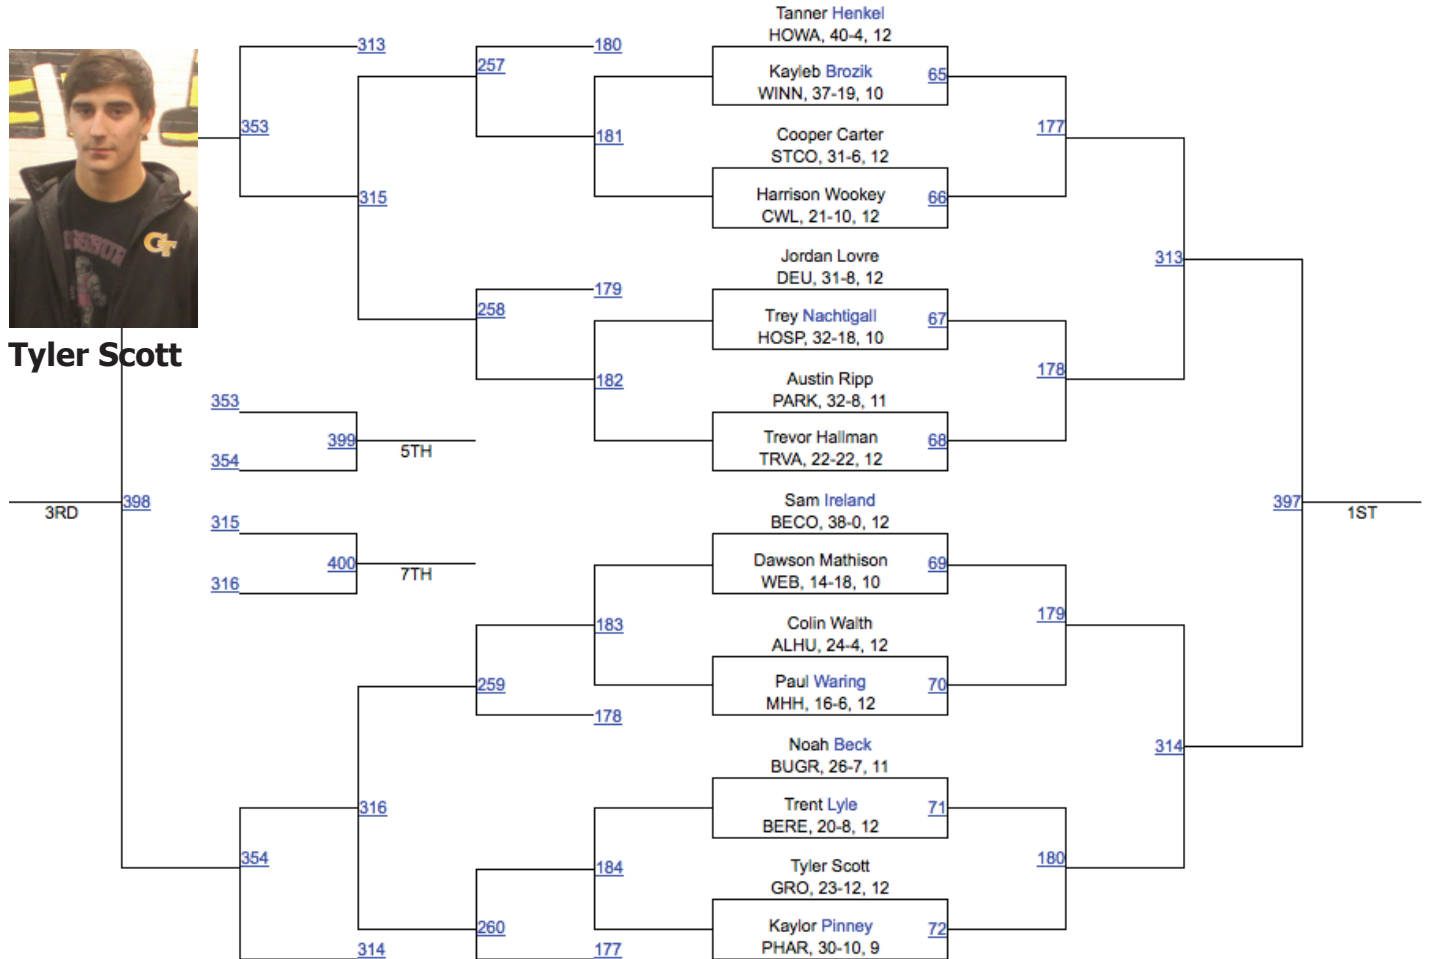 Tanner Henkel
HOWA, 40-4, 12
313
180
257
Kayleb Brozik
65
WINN, 37-19, 10
353
181
Cooper Carter
177
STCO, 31-6, 12
315
Harrison Wookey
66
CWL, 21-10, 12
GT
Jordan Lovre
313
DEU, 31-8, 12
179
258
Trey Nachtigall
67
HOSP, 32-18, 10
Tyler Scott
182
Austin Ripp
178
PARK, 32-8, 11
353
399
5TH
Trevor Hallman
68
354
TRVA, 22-22, 12
3RD
398
Sam Ireland
397
1ST
315
BECO, 38-0, 12
400
7TH
Dawson Mathison
69
316
WEB, 14-18, 10
183
Colin Walth
179
ALHU, 24-4, 12
259
Paul Waring
70
178
MHH, 16-6, 12
Noah Beck
314
BUGR, 26-7, 11
316
Trent Lyle
71
BERE, 20-8, 12
354
184
Tyler Scott
180
GRO, 23-12, 12
260
Kaylor Pinney
72
314
177
PHAR, 30-10, 9